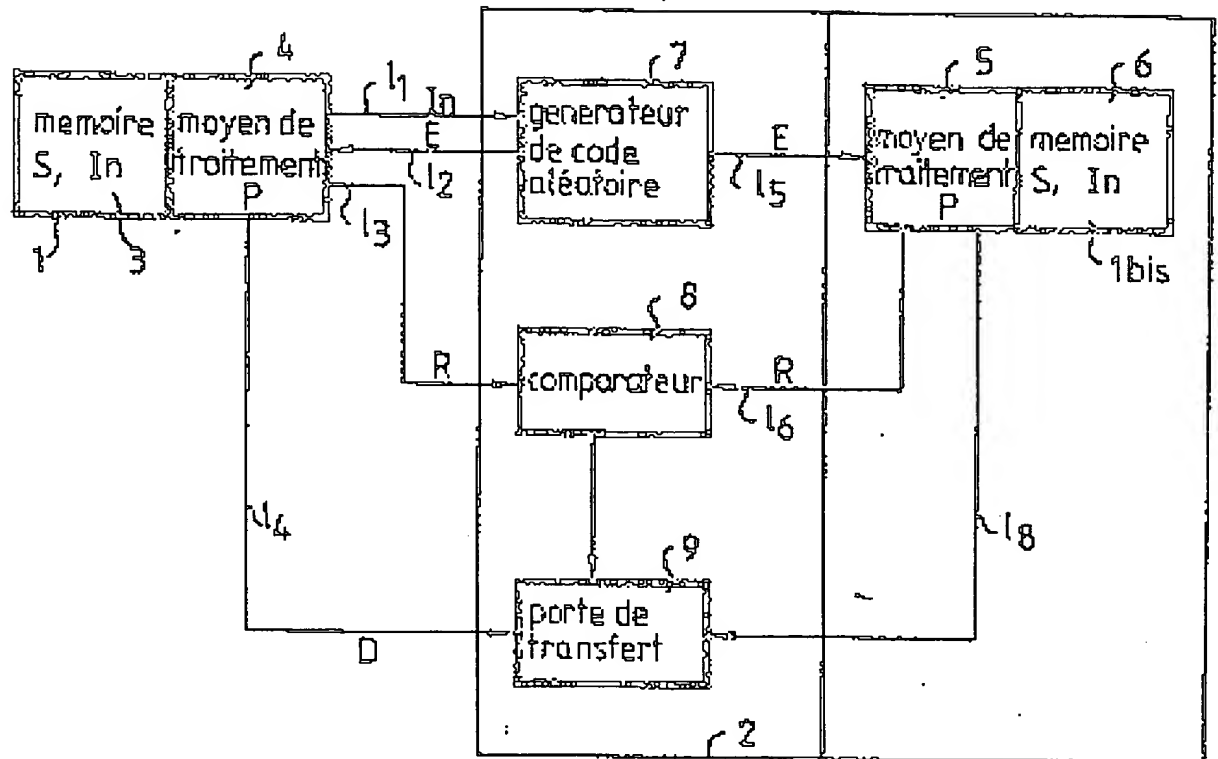 4
l1 In
E
l2
l3
7
5
6
memoire
S, In
moyen de
traitement
P
1
3
generateur
de code
aléatoire
E
l5
moyen de
traitement
P
memoire
S, In
1bis
8
R
comparateur
R
l6
l4
l8
9
porte de
transfert
D
2